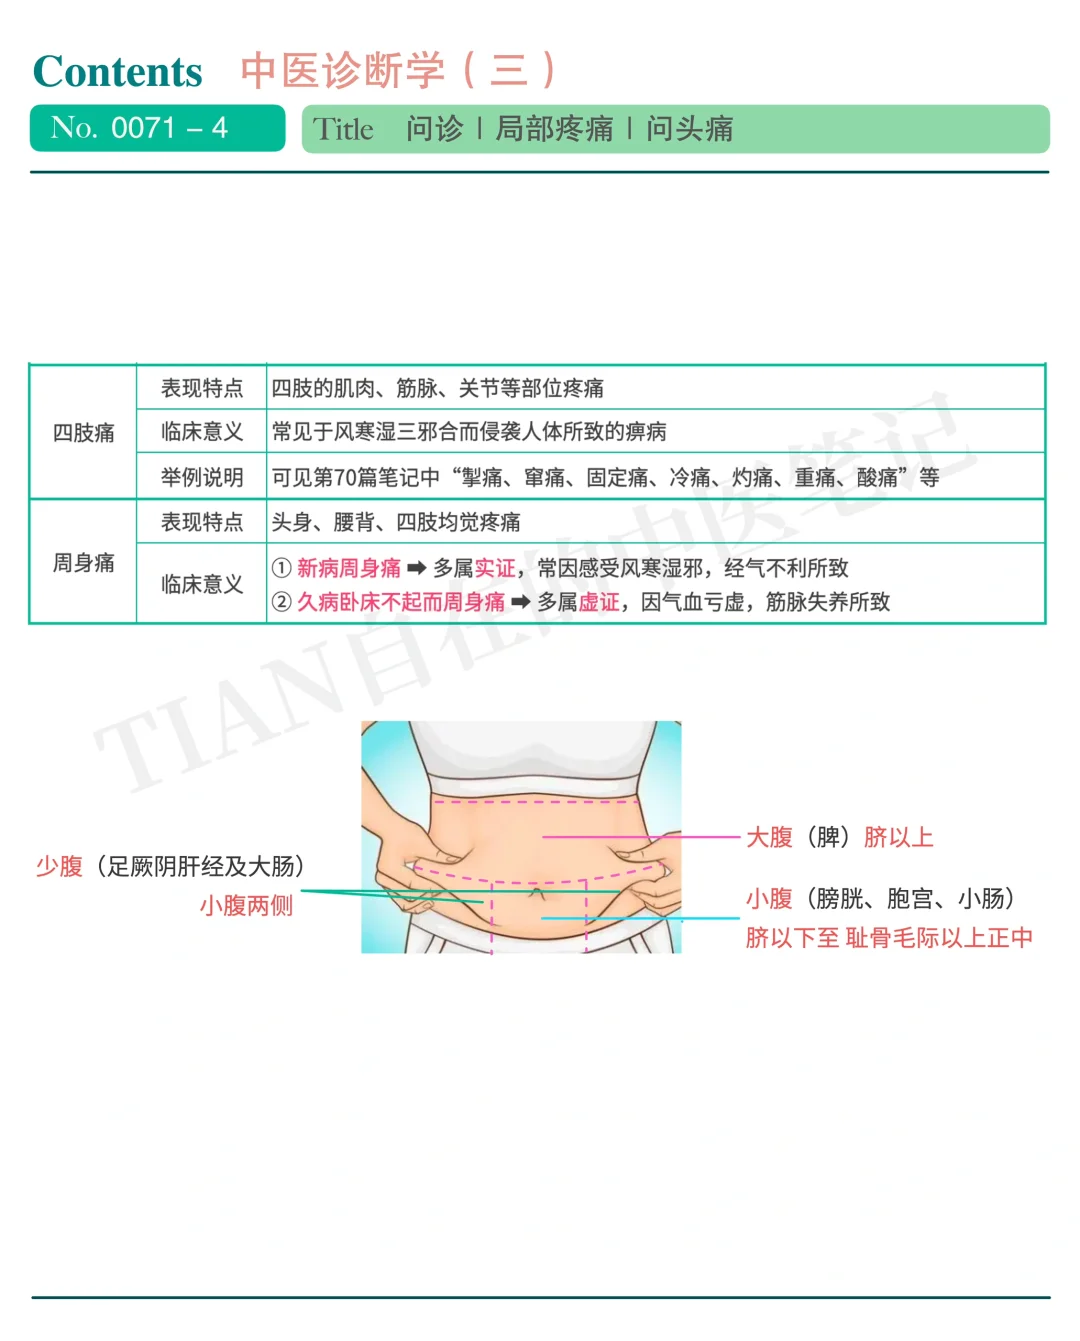 Contents 中医诊断学（三）
No. 0071 – 4
Title 问诊 | 局部疼痛 | 问头痛
四肢痛
表现特点 四肢的肌肉、筋脉、关节等部位疼痛
临床意义 常见于风寒湿三邪合而侵袭人体所致的痹病
举例说明 可见第70篇笔记中“掣痛、窜痛、固定痛、冷痛、灼痛、重痛、酸痛”等
周身痛
表现特点 头身、腰背、四肢均觉疼痛
临床意义
① 新病周身痛 ➡ 多属实证，常因感受风寒湿邪，经气不利所致
② 久病卧床不起而周身痛 ➡ 多属虚证，因气血亏虚，筋脉失养所致
TIAN自在的中医笔记
大腹（脾）脐以上
少腹（足厥阴肝经及大肠）
小腹两侧
小腹（膀胱、胞宫、小肠）
脐以下至 耻骨毛际以上正中